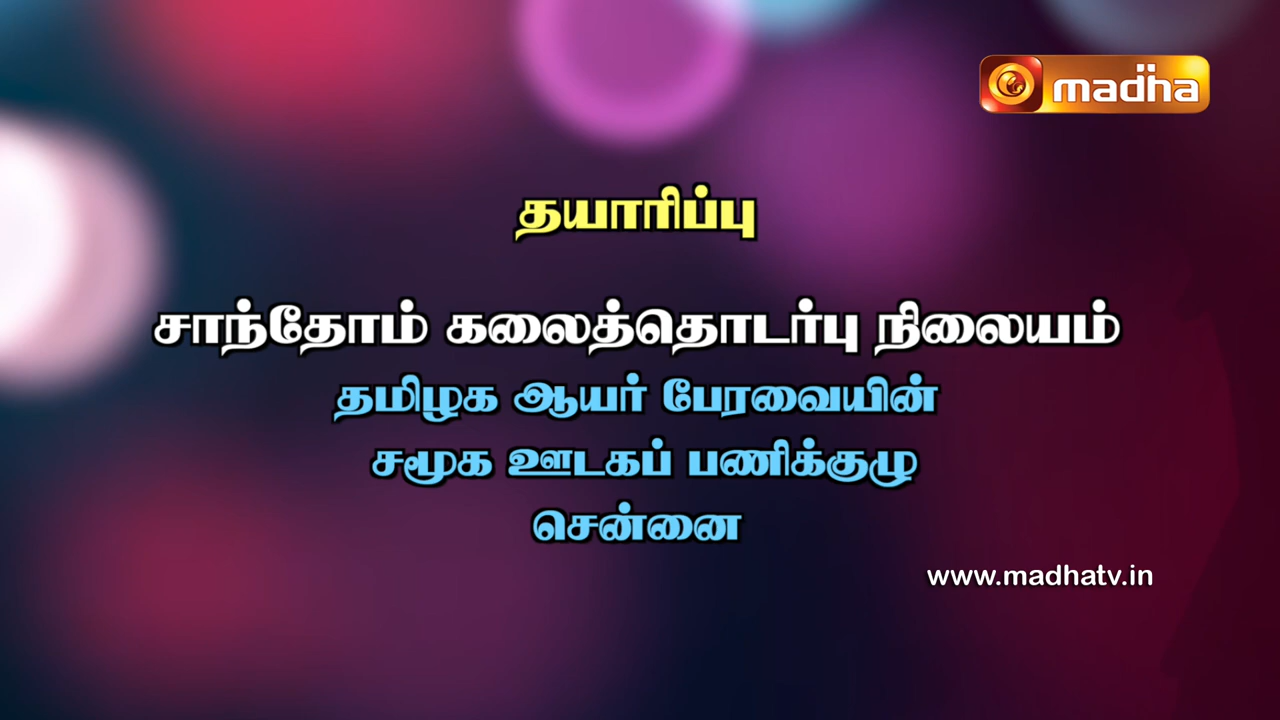 madha
தயாரிப்பு
சாந்தோம் கலைத்தொடர்பு நிலையம்
தமிழக ஆயர் பேரவையின்
சமூக ஊடகப் பணிக்குழு
சென்னை
www.madhatv.in